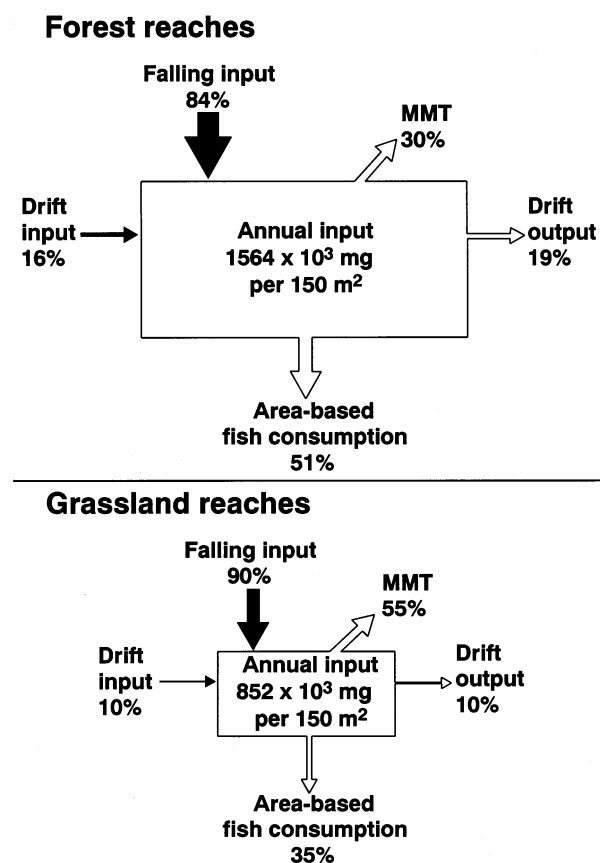 Forest reaches
Falling input
84%
MMT
30%
Drift
input
16%
Annual input
1564 x 10³ mg
per 150 m²
Drift
output
19%
Area-based
fish consumption
51%
Grassland reaches
Falling input
90%
MMT
55%
Drift
input
10%
Annual input
852 x 10³ mg
per 150 m²
Drift
output
10%
Area-based
fish consumption
35%